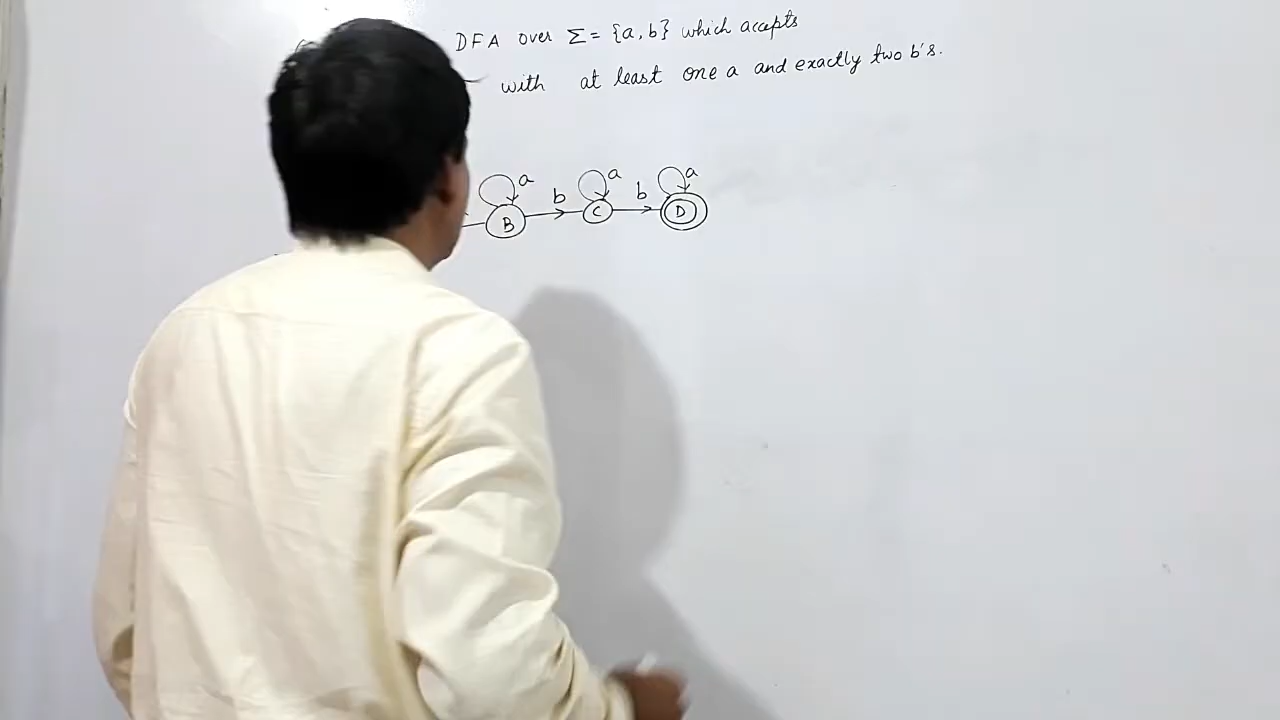 DFA over Σ = {a, b} which accepts
with at least one a and exactly two b's.
a a a
b b
B C D